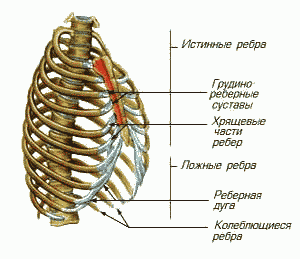 Истинные ребра
Грудино-
реберные
суставы
Хрящевые
части
ребер
Ложные ребра
Реберная
дуга
Колеблющиеся
ребра